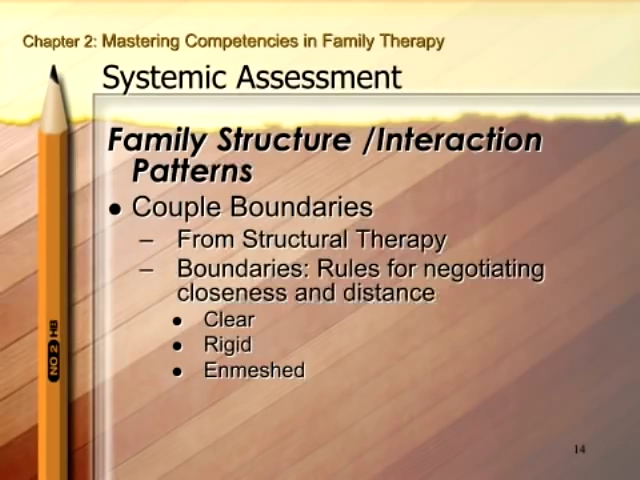 Chapter 2: Mastering Competencies in Family Therapy
Systemic Assessment
Family Structure /Interaction
Patterns
● Couple Boundaries
– From Structural Therapy
– Boundaries: Rules for negotiating
closeness and distance
● Clear
● Rigid
● Enmeshed
NO 2 HB
14